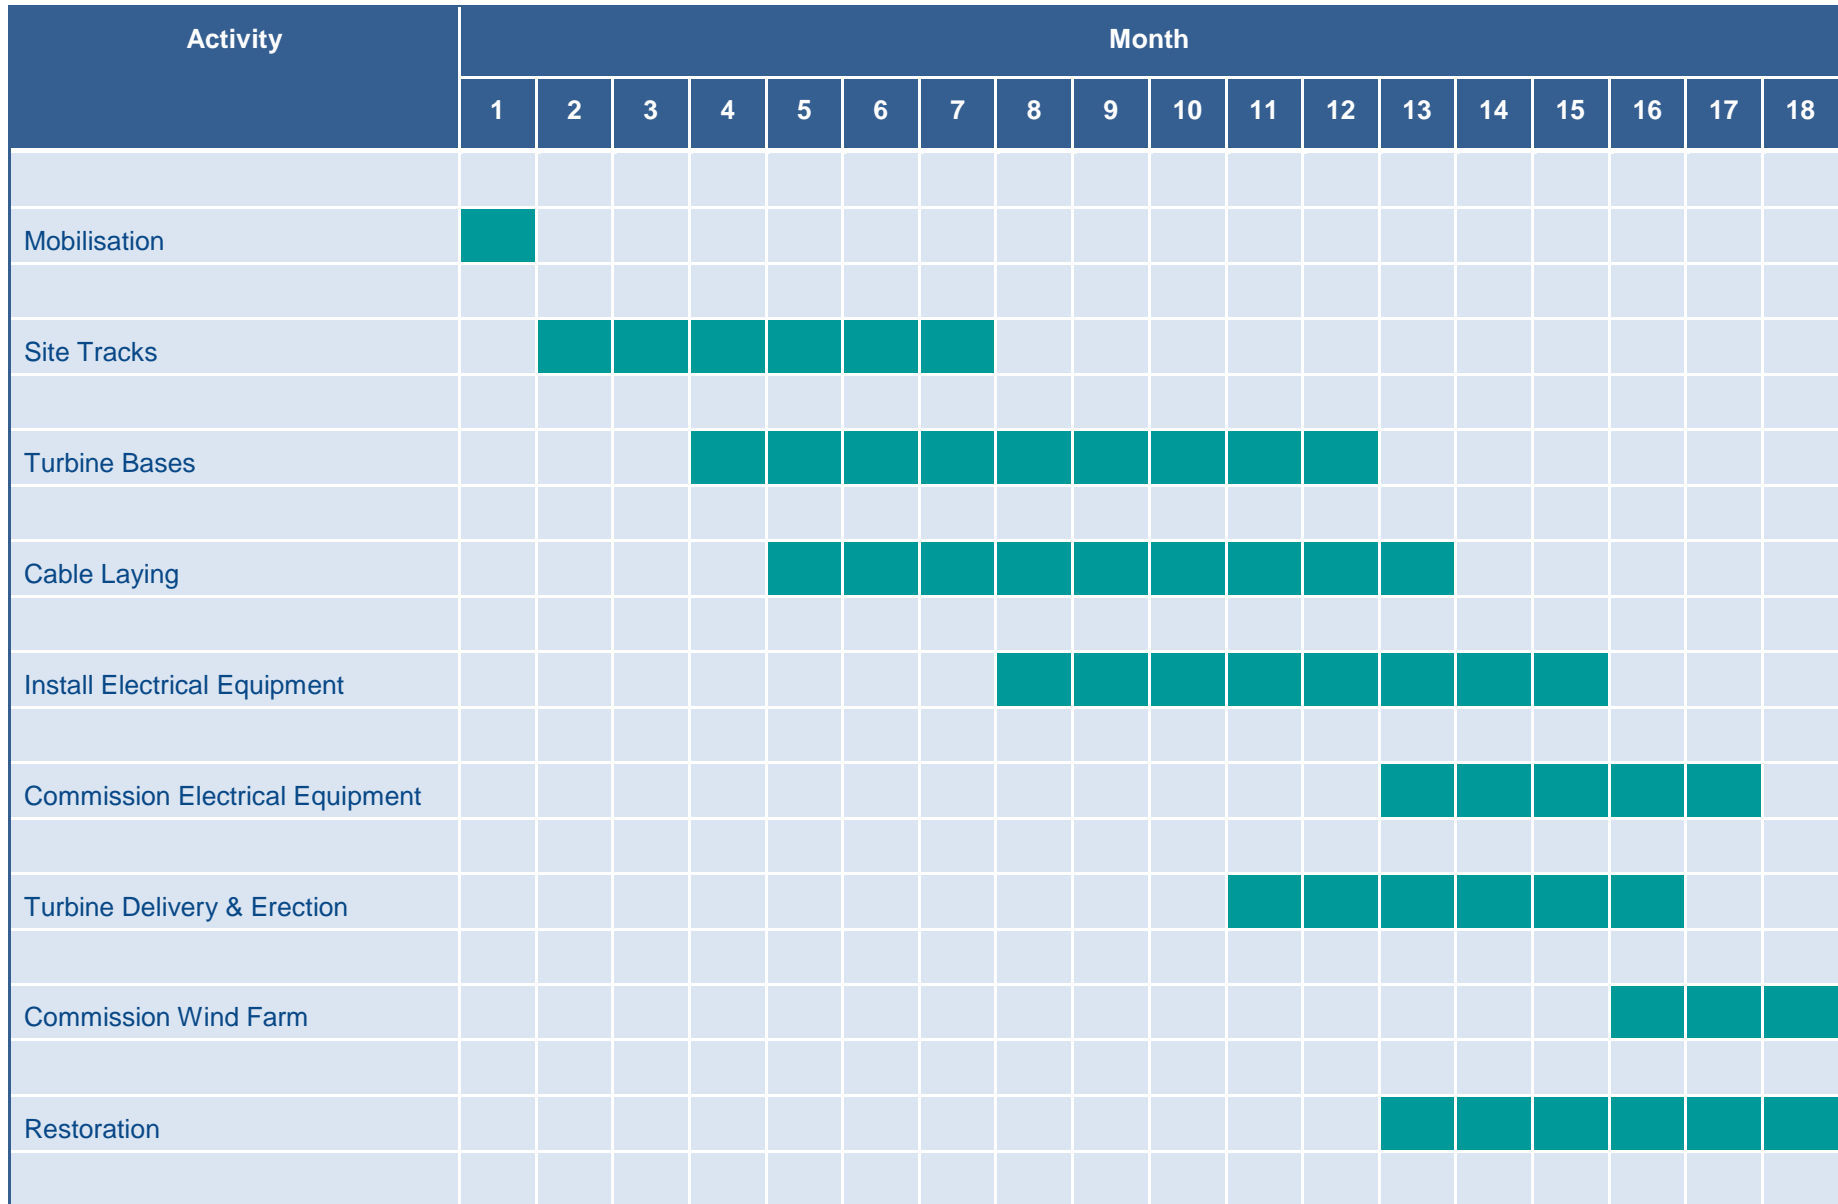 Activity
Month
1 2 3 4 5 6 7 8 9 10 11 12 13 14 15 16 17 18
Mobilisation
Site Tracks
Turbine Bases
Cable Laying
Install Electrical Equipment
Commission Electrical Equipment
Turbine Delivery & Erection
Commission Wind Farm
Restoration